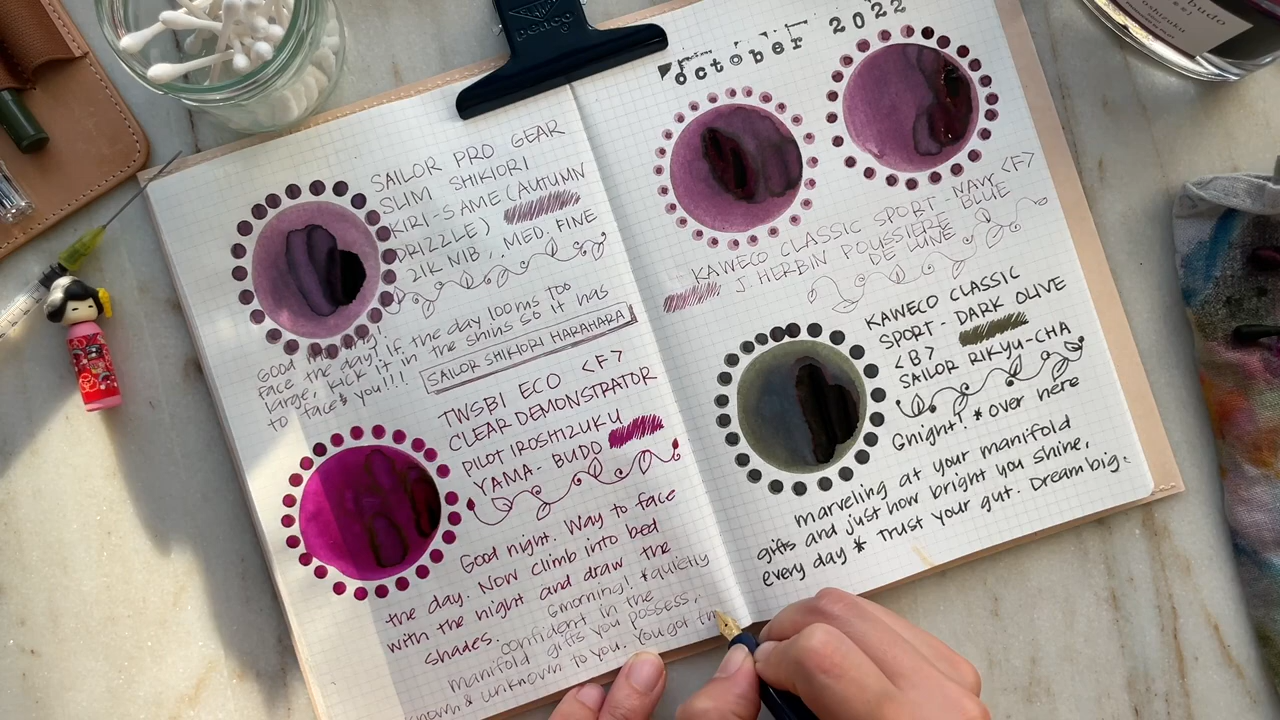 penco
October 2022
SAILOR PRO GEAR
SLIM SHIKIORI
KIRI-SAME (AUTUMN
DRIZZLE)
21K NIB, MED. FINE
Good
face the day! If the day looms too
large, kick it in the shins so it has
to face* you!!!
SAILOR SHIKIORI HARAHARA
TWSBI ECO <F>
CLEAR DEMONSTRATOR
PILOT IROSHIZUKU
YAMA-BUDO
Good night. Way to face
the day. Now climb into bed
with the night and draw the
shades.
Gmorning! *quietly
confident in the
manifold gifts you possess,
known & unknown to you. You got th
KAWECO CLASSIC SPORT - NAVY <F>
BLUE
J. HERBIN POUSSIERE
DE LUNE
KAWECO CLASSIC
SPORT - DARK OLIVE
<B>
SAILOR RIKYU-CHA
Gnight! * over here
marveling at your manifold
gifts and just how bright you shine,
every day * Trust your gut. Dream big.
budo